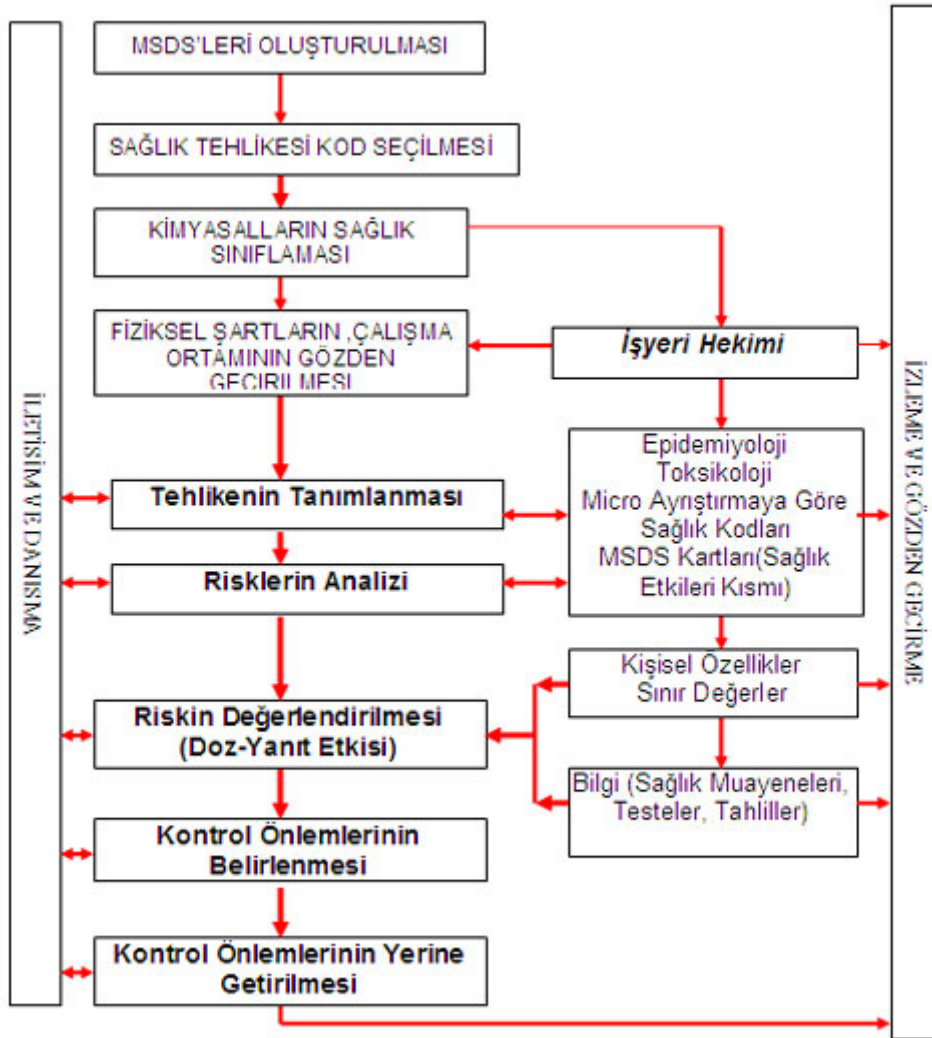 MSDS'LERİ OLUŞTURULMASI
SAĞLIK TEHLİKESİ KOD SEÇİLMESİ
KİMYASALLARIN SAĞLIK
SINIFLAMASI
FİZİKSEL ŞARTLARIN ,ÇALIŞMA
ORTAMININ GÖZDEN
GEÇİRİLMESİ
İşyeri Hekimi
Tehlikenin Tanımlanması
Risklerin Analizi
Epidemiyoloji
Toksikoloji
Micro Ayrıştırmaya Göre
Sağlık Kodları
MSDS Kartları(Sağlık
Etkileri Kısmı)
Riskin Değerlendirilmesi
(Doz-Yanıt Etkisi)
Kişisel Özellikler
Sınır Değerler
Bilgi (Sağlık Muayeneleri,
Testeler, Tahliller)
Kontrol Önlemlerinin
Belirlenmesi
Kontrol Önlemlerinin Yerine
Getirilmesi
İLETİSİM VE DANISMA
İZLEME VE GÖZDEN GECİRME